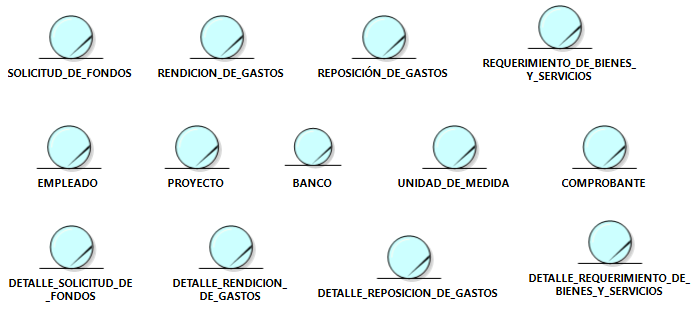 SOLICITUD_DE_FONDOS
RENDICION_DE_GASTOS
REPOSICIÓN_DE_GASTOS
REQUERIMIENTO_DE_BIENES_
Y_SERVICIOS
EMPLEADO
PROYECTO
BANCO
UNIDAD_DE_MEDIDA
COMPROBANTE
DETALLE_SOLICITUD_DE
_FONDOS
DETALLE_RENDICION_
DE_GASTOS
DETALLE_REPOSICION_DE_GASTOS
DETALLE_REQUERIMIENTO_DE_
BIENES_Y_SERVICIOS